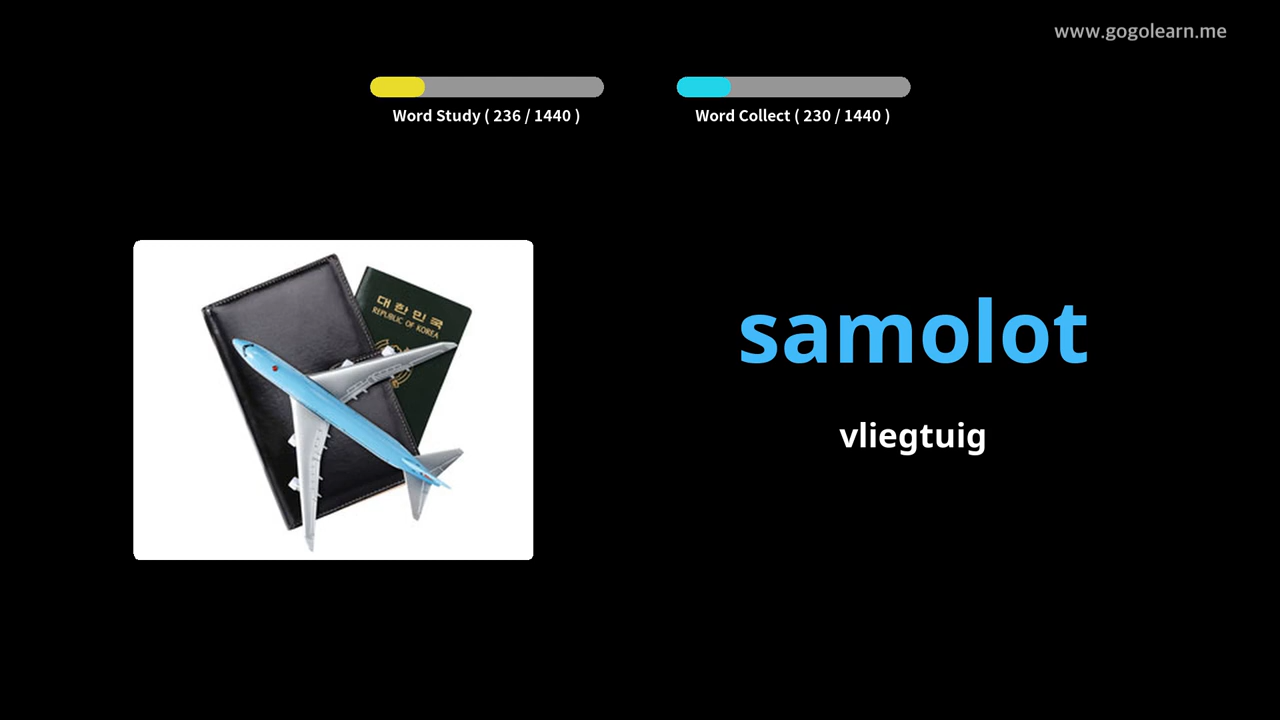 www.gogolearn.me
Word Study ( 236 / 1440 )
Word Collect ( 230 / 1440 )
대한민국
REPUBLIC OF KOREA
samolot
vliegtuig